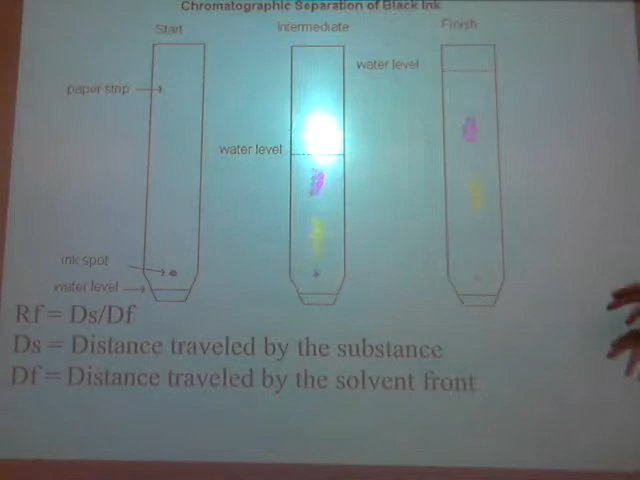 Chromatographic Separation of Black Ink
Start
Intermediate
Finish
water level
paper strip
water level
ink spot
water level
Rf = Ds/Df
Ds = Distance traveled by the substance
Df = Distance traveled by the solvent front